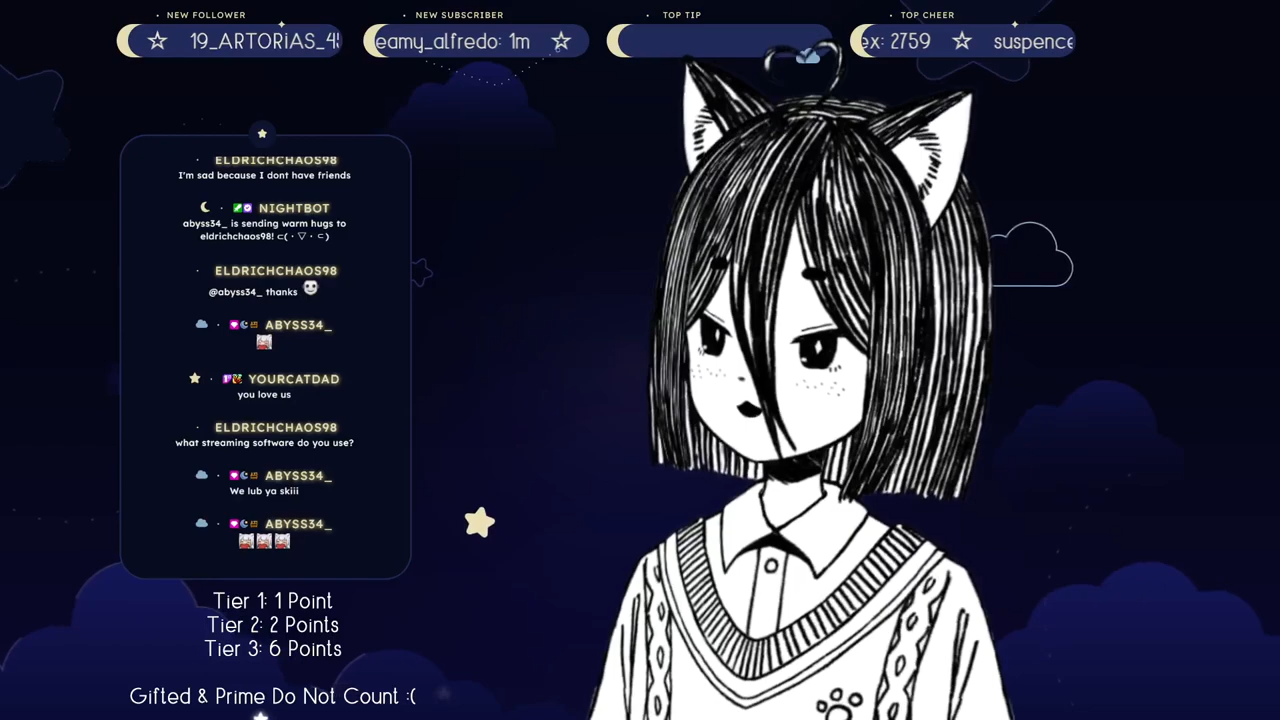 NEW FOLLOWER
NEW SUBSCRIBER
TOP TIP
TOP CHEER
19_ARTORIAS_45
eamy_alfredo: 1m
ex: 2759
suspence
ELDRICHCHAOS98
I'm sad because I dont have friends
NIGHTBOT
abyss34_ is sending warm hugs to
eldrichchaos98! ⊂(・▽・⊂)
ELDRICHCHAOS98
@abyss34_ thanks
ABYSS34_
YOURCATDAD
you love us
ELDRICHCHAOS98
what streaming software do you use?
ABYSS34_
We lub ya skiii
ABYSS34_
Tier 1: 1 Point
Tier 2: 2 Points
Tier 3: 6 Points
Gifted & Prime Do Not Count :(